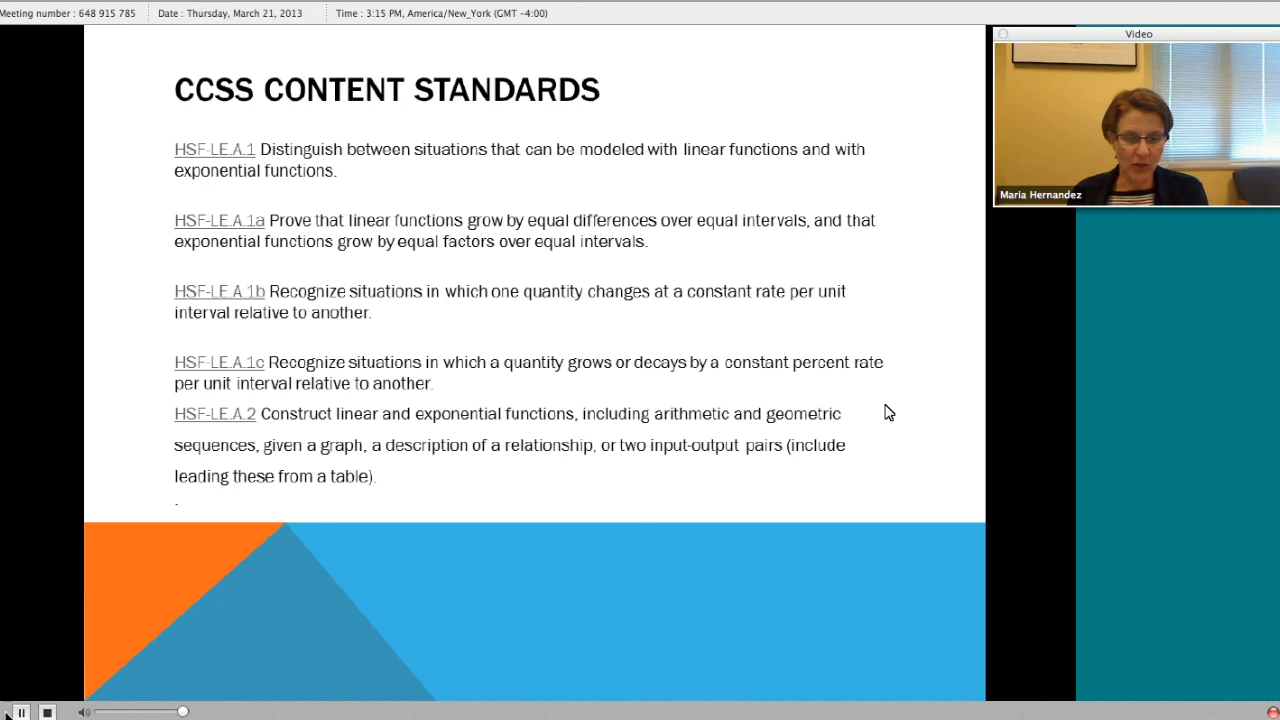 Meeting number : 648 915 785 Date : Thursday, March 21, 2013 Time : 3:15 PM, America/New_York (GMT -4:00)
Video
Maria Hernandez
CCSS CONTENT STANDARDS
HSF-LE.A.1 Distinguish between situations that can be modeled with linear functions and with
exponential functions.
HSF-LE.A.1a Prove that linear functions grow by equal differences over equal intervals, and that
exponential functions grow by equal factors over equal intervals.
HSF-LE.A.1b Recognize situations in which one quantity changes at a constant rate per unit
interval relative to another.
HSF-LE.A.1c Recognize situations in which a quantity grows or decays by a constant percent rate
per unit interval relative to another.
HSF-LE.A.2 Construct linear and exponential functions, including arithmetic and geometric
sequences, given a graph, a description of a relationship, or two input-output pairs (include
leading these from a table).
.